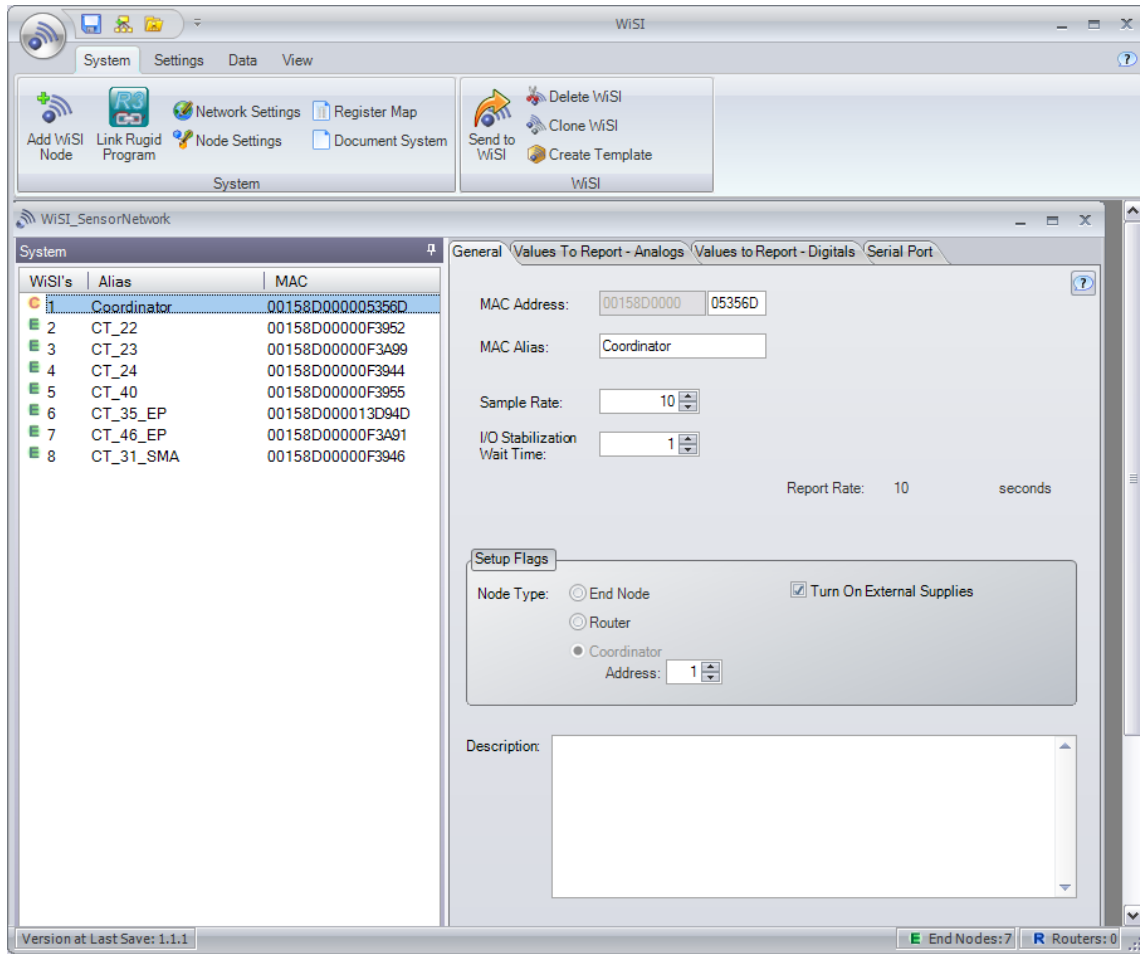 WiSI
System Settings Data View
Add WiSI Node
R3
Link Rugid Program
Network Settings
Node Settings
Register Map
Document System
System
Send to WiSI
Delete WiSI
Clone WiSI
Create Template
WiSI
WiSI_SensorNetwork
System
WiSI's Alias MAC
C 1 Coordinator 00158D000005356D
E 2 CT_22 00158D00000F3952
E 3 CT_23 00158D00000F3A99
E 4 CT_24 00158D00000F3944
E 5 CT_40 00158D00000F3955
E 6 CT_35_EP 00158D000013D94D
E 7 CT_46_EP 00158D00000F3A91
E 8 CT_31_SMA 00158D00000F3946
General Values To Report - Analogs Values to Report - Digitals Serial Port
MAC Address: 00158D0000 05356D
MAC Alias: Coordinator
Sample Rate: 10
I/O Stabilization
Wait Time: 1
Report Rate: 10 seconds
Setup Flags
Node Type: End Node Turn On External Supplies
Router
Coordinator
Address: 1
Description:
Version at Last Save: 1.1.1 E End Nodes: 7 R Routers: 0